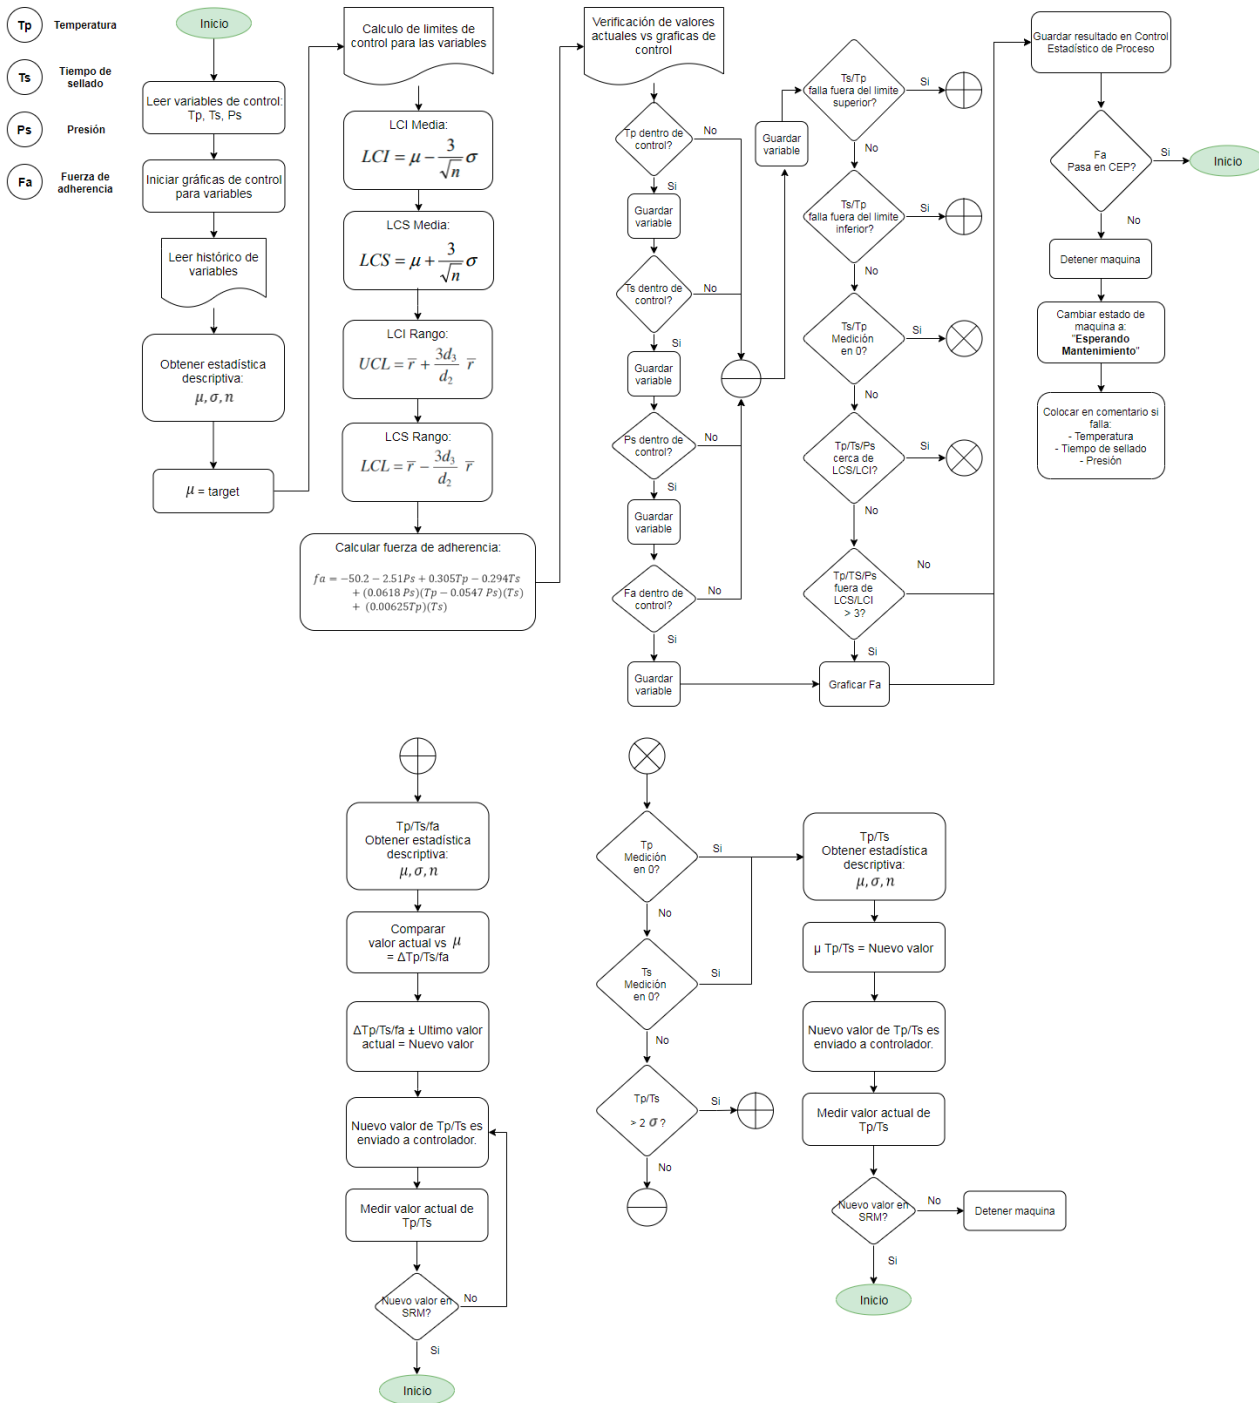 Tp
Temperatura
Ts
Tiempo de
sellado
Ps
Presión
Fa
Fuerza de
adherencia
Inicio
Leer variables de control:
Tp, Ts, Ps
Iniciar gráficas de control
para variables
Leer histórico de
variables
Obtener estadística
descriptiva:
μ, σ, n
μ = target
Calculo de limites de
control para las variables
LCI Media:
LCI = μ − 3/√n σ
LCS Media:
LCS = μ + 3/√n σ
LCI Rango:
UCL = r̅ + 3d₃/d₂ r̅
LCS Rango:
LCL = r̅ − 3d₃/d₂ r̅
Calcular fuerza de adherencia:
fa = −50.2 − 2.51Ps + 0.305Tp − 0.294Ts
+ (0.0618 Ps)(Tp − 0.0547 Ps)(Ts)
+ (0.00625Tp)(Ts)
Verificación de valores
actuales vs graficas de
control
Tp dentro de
control?
No
Si
Guardar
variable
Ts dentro de
control?
No
Si
Guardar
variable
Ps dentro de
control?
No
Si
Guardar
variable
Fa dentro de
control?
No
Si
Guardar
variable
Guardar
variable
Ts/Tp
falla fuera del limite
superior?
Si
No
Ts/Tp
falla fuera del limite
inferior?
Si
No
Ts/Tp
Medición
en 0?
Si
No
Tp/Ts/Ps
cerca de
LCS/LCI?
Si
No
Tp/TS/Ps
fuera de
LCS/LCI
> 3?
No
Si
Graficar Fa
Guardar resultado en Control
Estadístico de Proceso
Fa
Pasa en CEP?
Si
Inicio
No
Detener maquina
Cambiar estado de
maquina a:
"Esperando
Mantenimiento"
Colocar en comentario si
falla:
- Temperatura
- Tiempo de sellado
- Presión
Tp/Ts/fa
Obtener estadística
descriptiva:
μ, σ, n
Comparar
valor actual vs μ
= ΔTp/Ts/fa
ΔTp/Ts/fa ± Ultimo valor
actual = Nuevo valor
Nuevo valor de Tp/Ts es
enviado a controlador.
Medir valor actual de
Tp/Ts
Nuevo valor en
SRM?
No
Si
Inicio
Tp
Medición
en 0?
Si
No
Ts
Medición
en 0?
Si
No
Tp/Ts
> 2 σ?
Si
No
Tp/Ts
Obtener estadística
descriptiva:
μ, σ, n
μ Tp/Ts = Nuevo valor
Nuevo valor de Tp/Ts es
enviado a controlador.
Medir valor actual de
Tp/Ts
Nuevo valor en
SRM?
No
Detener maquina
Si
Inicio